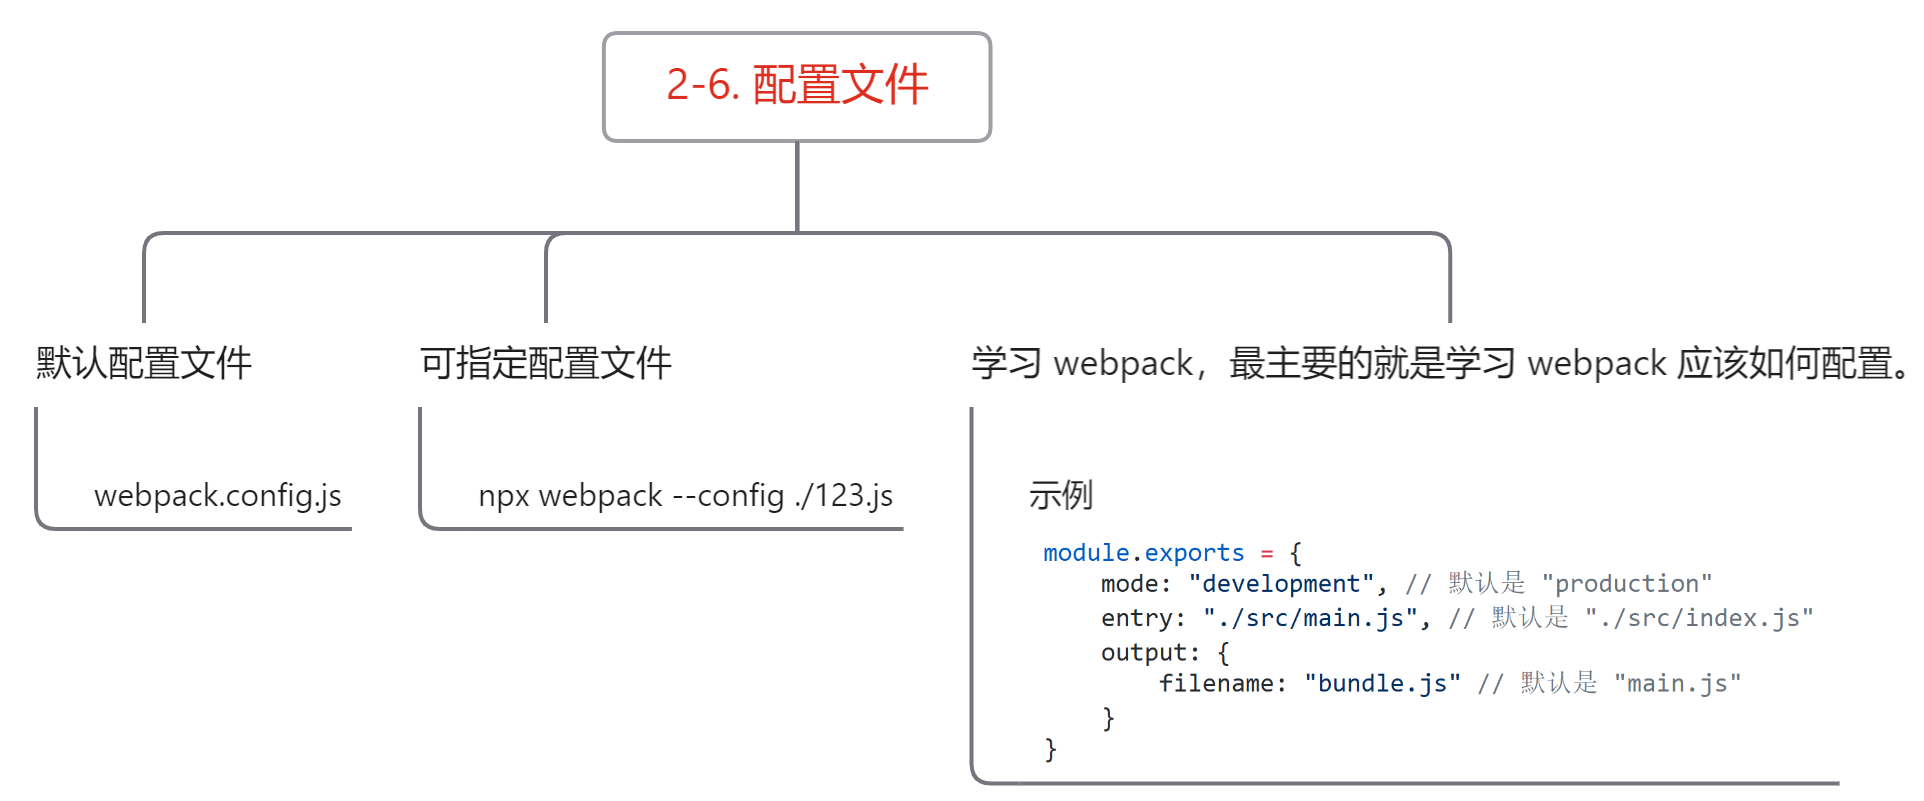 2-6. 配置文件
默认配置文件
webpack.config.js
可指定配置文件
npx webpack --config ./123.js
学习 webpack，最主要的就是学习 webpack 应该如何配置。
示例
module.exports = {
    mode: "development", // 默认是 "production"
    entry: "./src/main.js", // 默认是 "./src/index.js"
    output: {
        filename: "bundle.js" // 默认是 "main.js"
    }
}